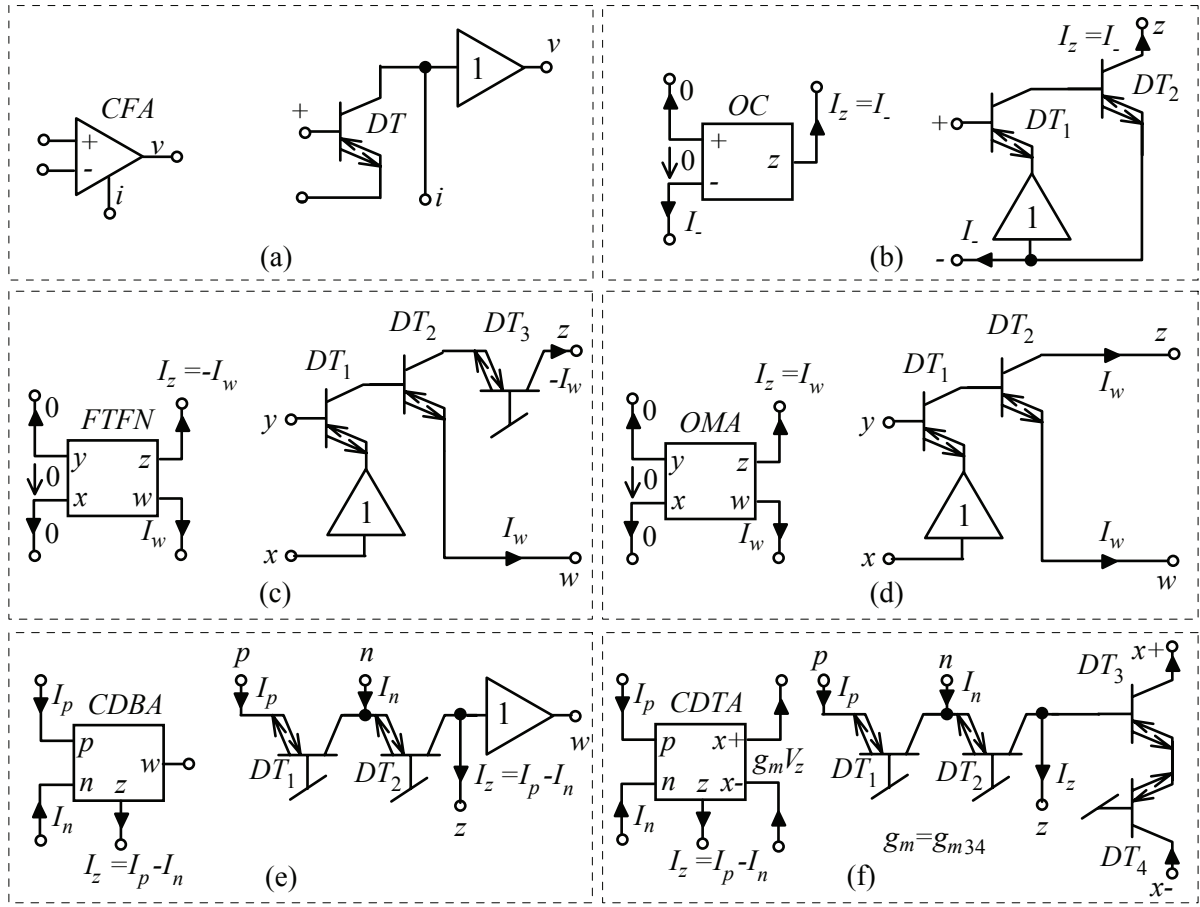 CFA
+
-
v
i
+
DT
1
v
i
(a)
0
OC
I_z =I_-
+
0
-
z
I_-
I_z =I_-
z
DT_2
+
DT_1
1
I_-
-
(b)
I_z=-I_w
0
FTFN
y
z
0
x
w
0
I_w
DT_1
DT_2
DT_3
z
-I_w
y
1
x
I_w
w
(c)
I_z=I_w
0
OMA
y
z
0
x
w
0
I_w
DT_1
DT_2
z
I_w
y
1
x
I_w
w
(d)
I_p
CDBA
p
w
n
z
I_n
I_z =I_p-I_n
p
I_p
n
I_n
DT_1
DT_2
1
w
I_z =I_p-I_n
z
(e)
I_p
CDTA
p
x+
g_mV_z
n
z
x-
I_n
I_z =I_p-I_n
p
I_p
n
I_n
DT_1
DT_2
I_z
z
DT_3
x+
g_m=g_m34
DT_4
x-
(f)